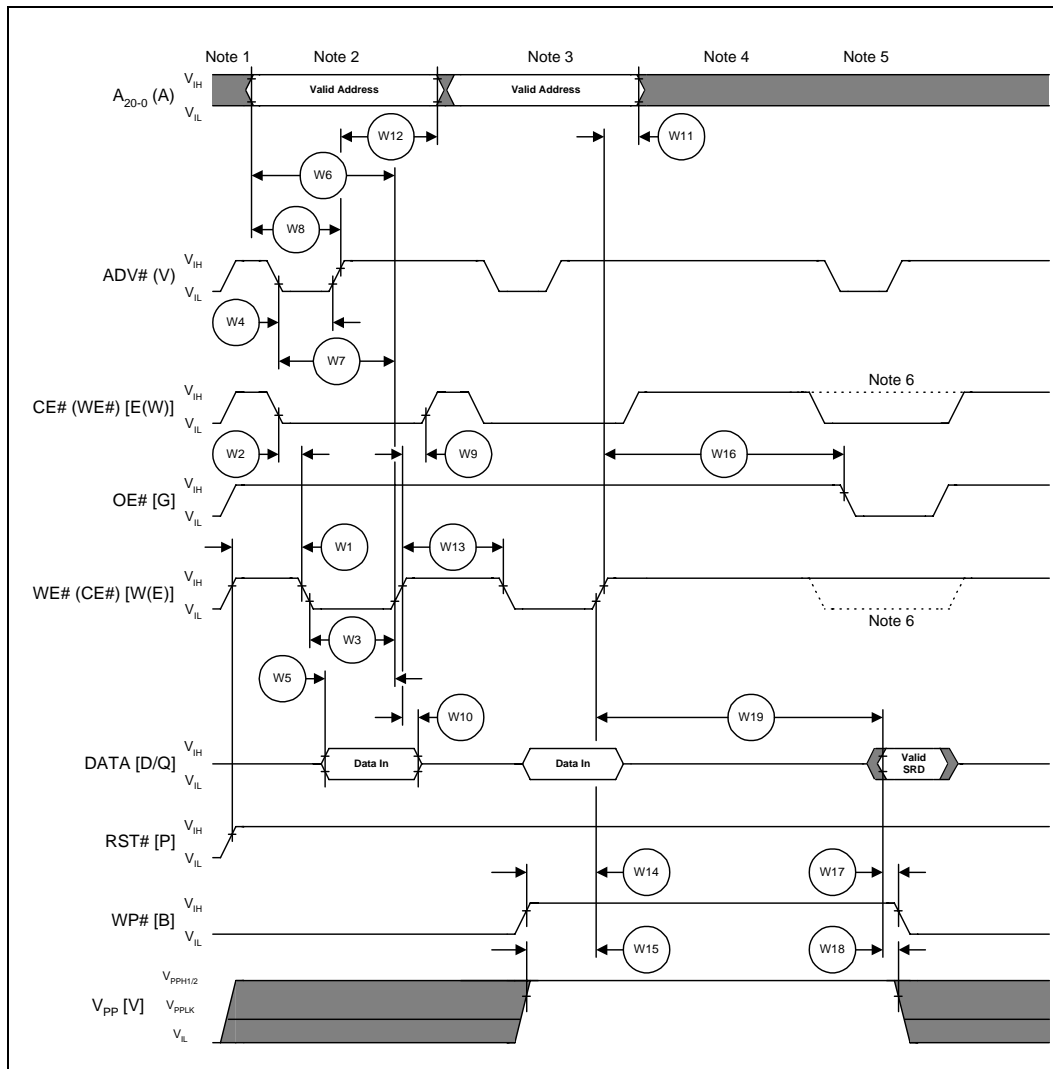 Note 1 Note 2 Note 3 Note 4 Note 5
VIH
A20-0 (A) Valid Address Valid Address
VIL
W12 W11
W6
W8
VIH
ADV# (V)
VIL
W4
W7
VIH Note 6
CE# (WE#) [E(W)]
VIL
W2 W9 W16
VIH
OE# [G]
VIL
W1 W13
VIH
WE# (CE#) [W(E)]
VIL
Note 6
W3
W5
W10 W19
VIH
DATA [D/Q] Data In Data In Valid
SRD
VIL
VIH
RST# [P]
VIL
W14 W17
VIH
WP# [B]
VIL
W15 W18
VPPH1/2
VPP [V] VPPLK
VIL